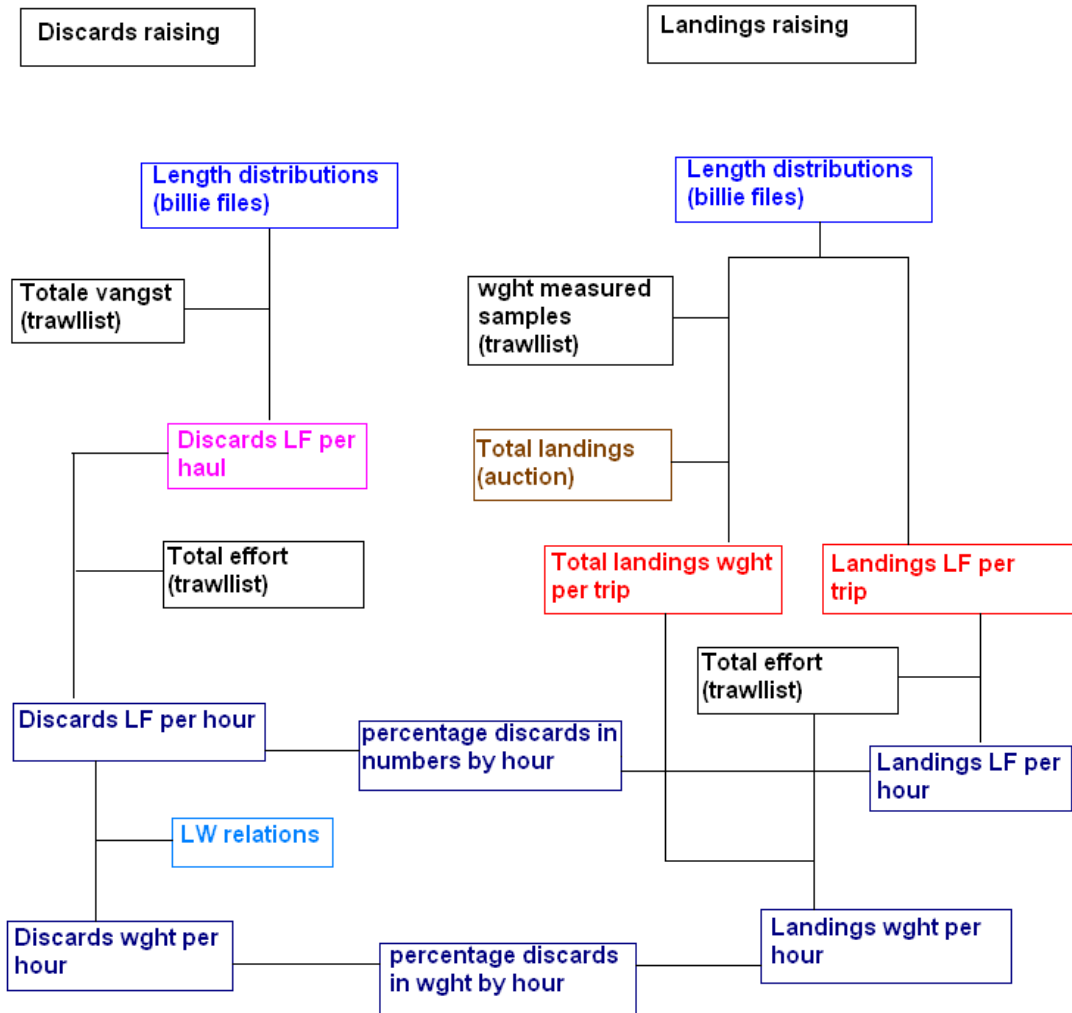 Discards raising
Landings raising
Length distributions
(billie files)
Length distributions
(billie files)
Totale vangst
(trawllist)
wght measured
samples
(trawllist)
Discards LF per
haul
Total landings
(auction)
Total effort
(trawllist)
Total landings wght
per trip
Landings LF per
trip
Total effort
(trawllist)
Discards LF per hour
percentage discards in
numbers by hour
Landings LF per
hour
LW relations
Discards wght per
hour
percentage discards
in wght by hour
Landings wght per
hour